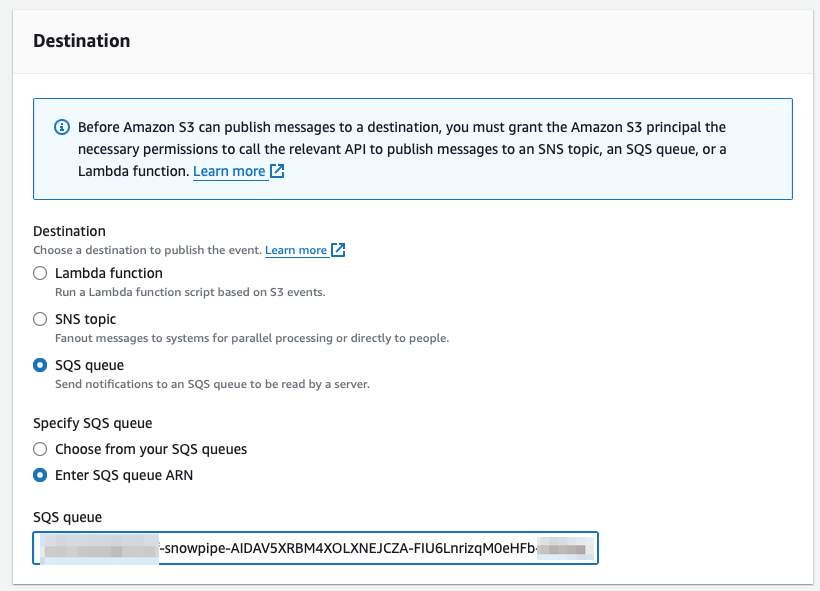 Destination
Before Amazon S3 can publish messages to a destination, you must grant the Amazon S3 principal the
necessary permissions to call the relevant API to publish messages to an SNS topic, an SQS queue, or a
Lambda function. Learn more
Destination
Choose a destination to publish the event. Learn more
Lambda function
Run a Lambda function script based on S3 events.
SNS topic
Fanout messages to systems for parallel processing or directly to people.
SQS queue
Send notifications to an SQS queue to be read by a server.
Specify SQS queue
Choose from your SQS queues
Enter SQS queue ARN
SQS queue
-snowpipe-AIDAV5XRBM4XOLXNEJCZA-FIU6LnrizqM0eHFb-